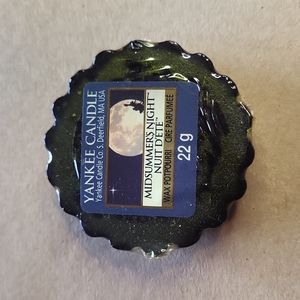 YANKEE CANDLE
Yankee Candle Co. S. Deerfield, MA USA
MIDSUMMER'S NIGHT
NUIT D'ÉTÉ
WAX POTPOURRI CIRE PARFUMÉE
22 g